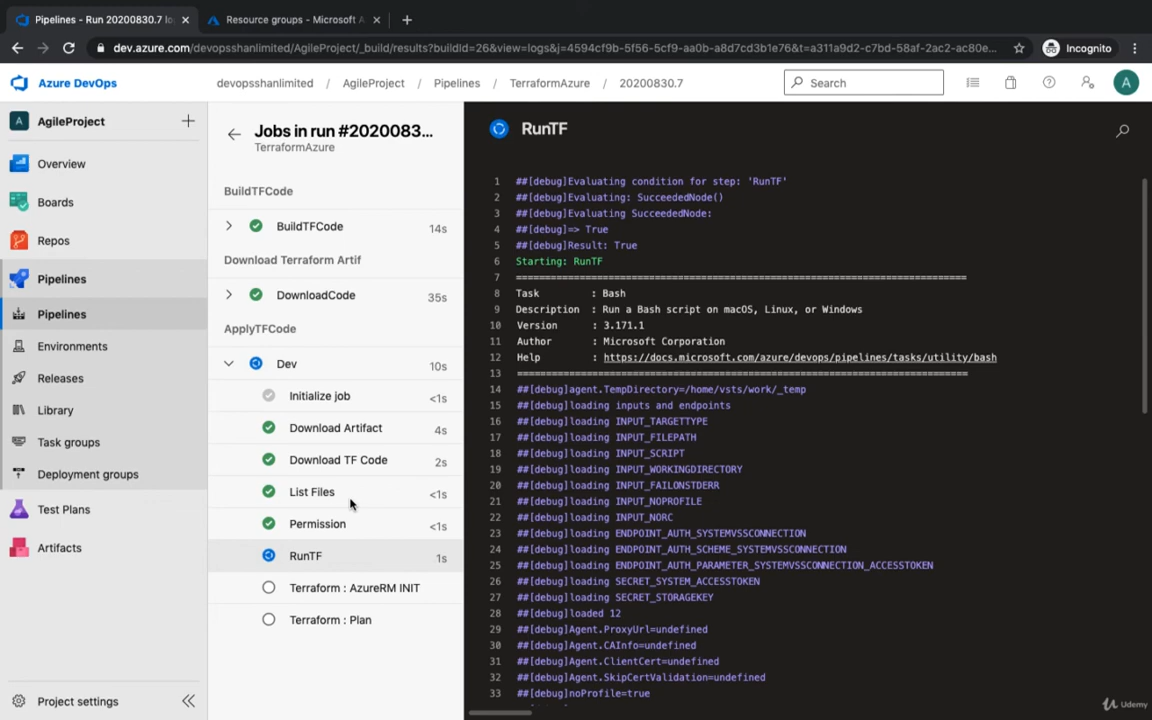 Pipelines - Run 20200830.7 lo
Resource groups - Microsoft A
dev.azure.com/devopsshanlimited/AgileProject/_build/results?buildId=26&view=logs&j=4594cf9b-5f56-5cf9-aa0b-a8d7cd3b1e76&t=a311a9d2-c7bd-58af-2ac2-ac80e...
Incognito
Azure DevOps
devopsshanlimited / AgileProject / Pipelines / TerraformAzure / 20200830.7
Search
A
A
AgileProject
Overview
Boards
Repos
Pipelines
Pipelines
Environments
Releases
Library
Task groups
Deployment groups
Test Plans
Artifacts
Project settings
Jobs in run #2020083...
TerraformAzure
BuildTFCode
BuildTFCode 14s
Download Terraform Artif
DownloadCode 35s
ApplyTFCode
Dev 10s
Initialize job <1s
Download Artifact 4s
Download TF Code 2s
List Files <1s
Permission <1s
RunTF 1s
Terraform : AzureRM INIT
Terraform : Plan
RunTF
1 ##[debug]Evaluating condition for step: 'RunTF'
2 ##[debug]Evaluating: SucceededNode()
3 ##[debug]Evaluating SucceededNode:
4 ##[debug]=> True
5 ##[debug]Result: True
6 Starting: RunTF
7 ==============================================================================
8 Task : Bash
9 Description : Run a Bash script on macOS, Linux, or Windows
10 Version : 3.171.1
11 Author : Microsoft Corporation
12 Help : https://docs.microsoft.com/azure/devops/pipelines/tasks/utility/bash
13 ==============================================================================
14 ##[debug]agent.TempDirectory=/home/vsts/work/_temp
15 ##[debug]loading inputs and endpoints
16 ##[debug]loading INPUT_TARGETTYPE
17 ##[debug]loading INPUT_FILEPATH
18 ##[debug]loading INPUT_SCRIPT
19 ##[debug]loading INPUT_WORKINGDIRECTORY
20 ##[debug]loading INPUT_FAILONSTDERR
21 ##[debug]loading INPUT_NOPROFILE
22 ##[debug]loading INPUT_NORC
23 ##[debug]loading ENDPOINT_AUTH_SYSTEMVSSCONNECTION
24 ##[debug]loading ENDPOINT_AUTH_SCHEME_SYSTEMVSSCONNECTION
25 ##[debug]loading ENDPOINT_AUTH_PARAMETER_SYSTEMVSSCONNECTION_ACCESSTOKEN
26 ##[debug]loading SECRET_SYSTEM_ACCESSTOKEN
27 ##[debug]loading SECRET_STORAGEKEY
28 ##[debug]loaded 12
29 ##[debug]Agent.ProxyUrl=undefined
30 ##[debug]Agent.CAInfo=undefined
31 ##[debug]Agent.ClientCert=undefined
32 ##[debug]Agent.SkipCertValidation=undefined
33 ##[debug]noProfile=true
Udemy